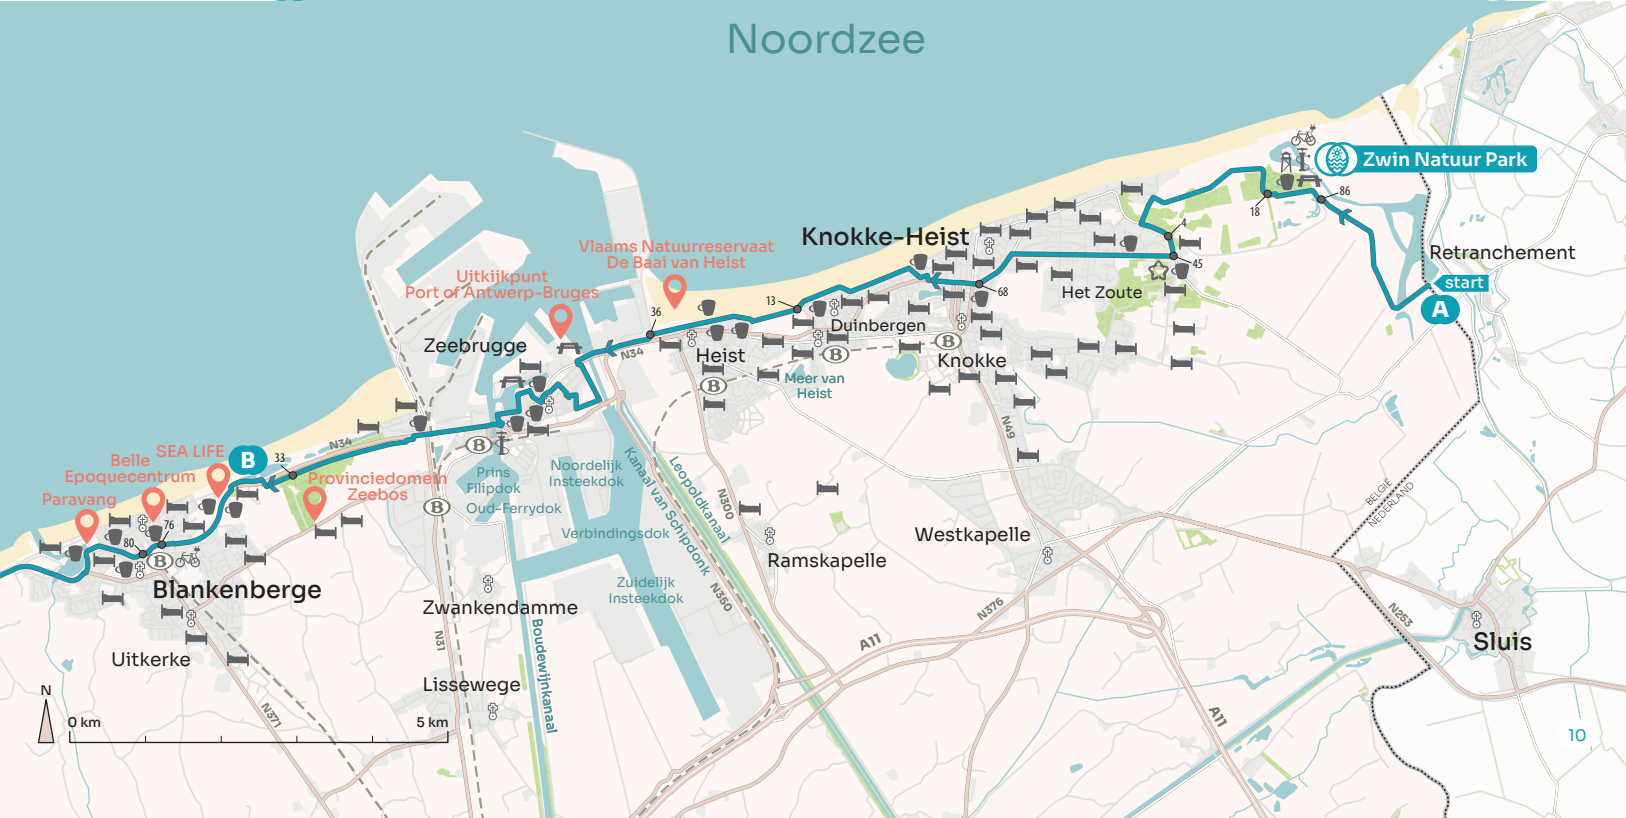 Noordzee
Zwin Natuur Park
86
18
4
Retranchement
45
start
A
Knokke-Heist
Vlaams Natuurreservaat
De Baai van Heist
Uitkijkpunt
Port of Antwerp-Bruges
68
Het Zoute
13
36
Duinbergen
Zeebrugge
N34
Heist
B
B
Knokke
Meer van
Heist
B
N49
N34
B
SEA LIFE
B
33
Belle
Epoquecentrum
Paravang
Provinciedomein
Zeebos
Prins
Filipdok
Noordelijk
Insteekdok
Oud-Ferrydok
B
Verbindingsdok
Kanaal van Schipdonk
Leopoldkanaal
N300
BELGIË
NEDERLAND
76
80
B
Westkapelle
Ramskapelle
Blankenberge
Zuidelijk
Insteekdok
N350
Zwankendamme
N376
N253
A11
Sluis
N31
Boudewijnkanaal
Uitkerke
Lissewege
N
0 km
5 km
N371
A11
10